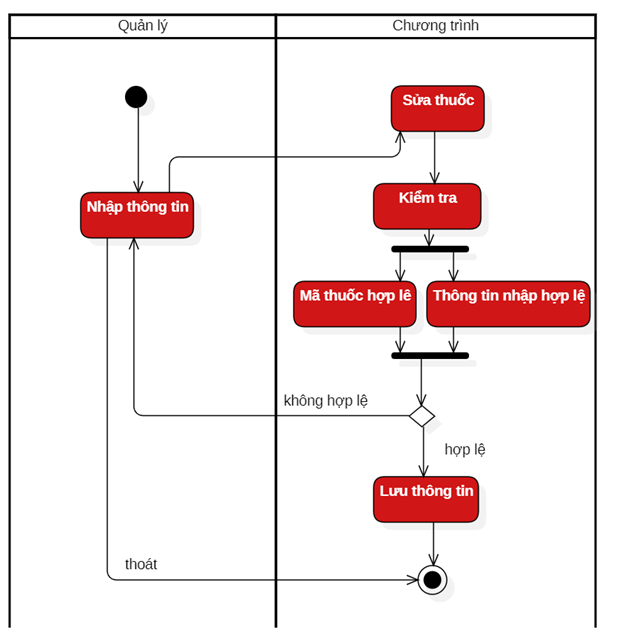 Quản lý
Chương trình
Sửa thuốc
Nhập thông tin
Kiểm tra
Mã thuốc hợp lê
Thông tin nhập hợp lệ
không hợp lệ
hợp lệ
Lưu thông tin
thoát